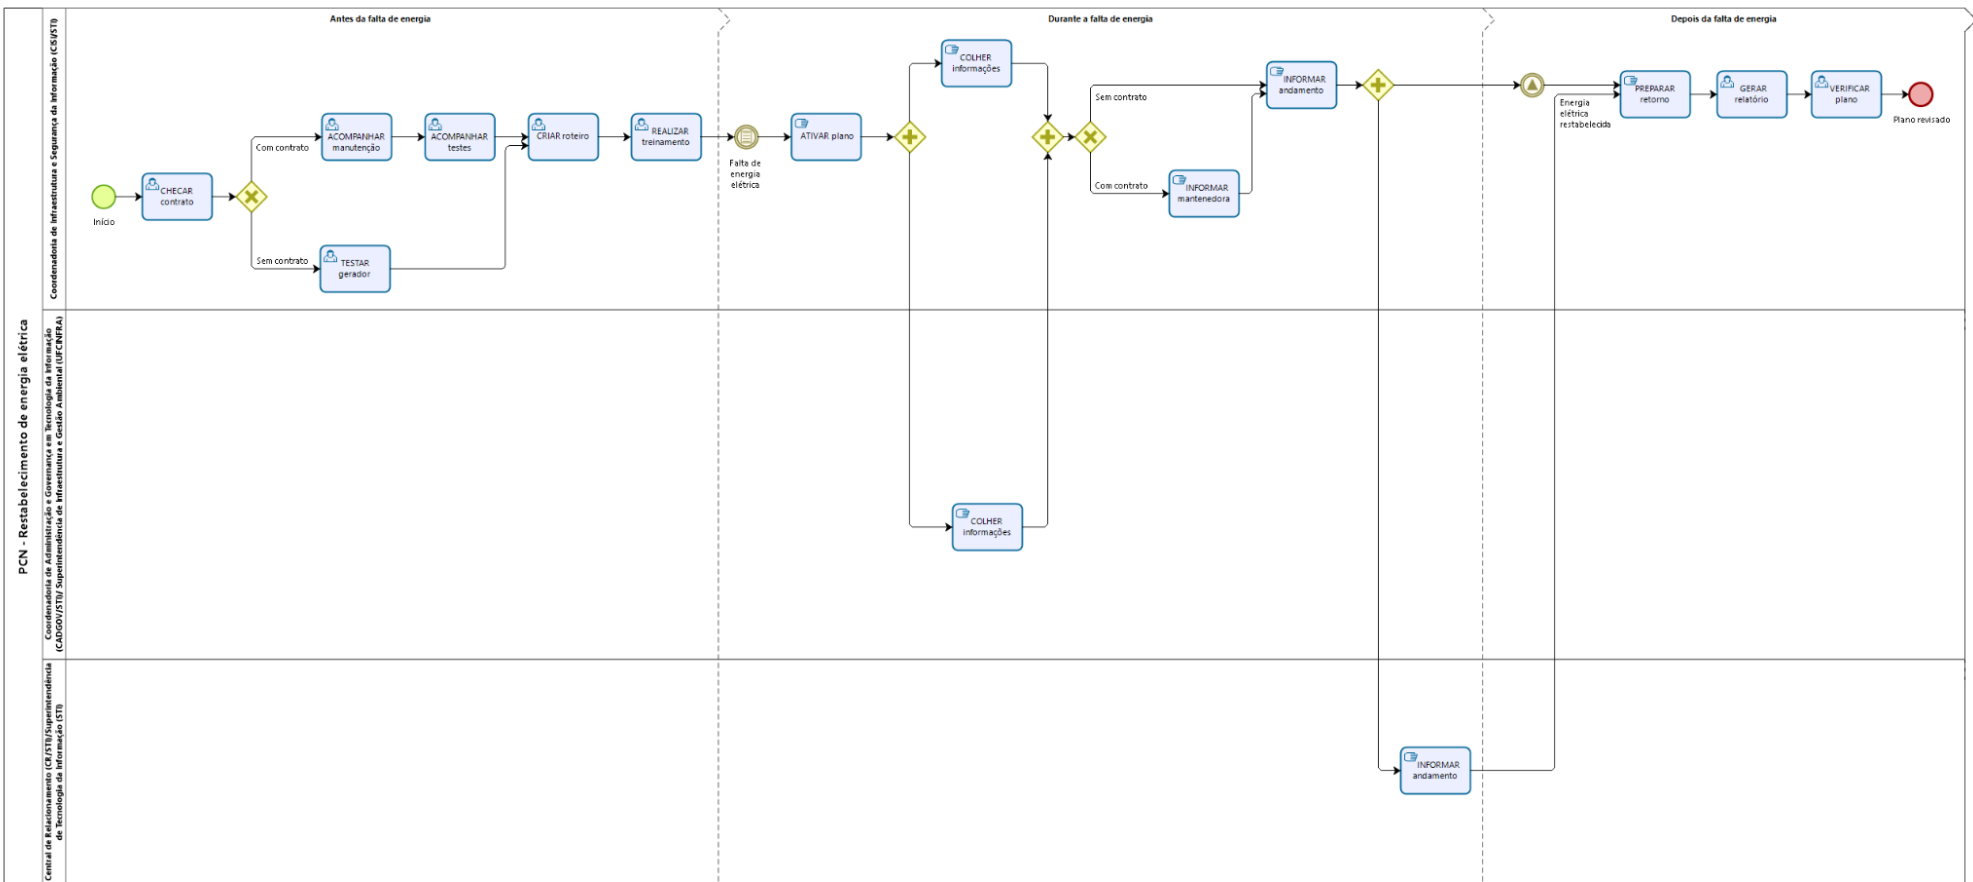 PCN - Restabelecimento de energia elétrica
Antes da falta de energia
Durante a falta de energia
Depois da falta de energia
Coordenadoria de Infraestrutura e Segurança da Informação (CISI/STI)
Início
CHECAR
contrato
Com contrato
Sem contrato
ACOMPANHAR
manutenção
ACOMPANHAR
testes
TESTAR
gerador
CRIAR roteiro
REALIZAR
treinamento
Falta de
energia
elétrica
ATIVAR plano
COLHER
informações
Sem contrato
Com contrato
INFORMAR
mantenedora
INFORMAR
andamento
Energia
elétrica
restabelecida
PREPARAR
retorno
GERAR
relatório
VERIFICAR
plano
Plano revisado
Coordenadoria de Administração e Governança em Tecnologia da Informação
(CADGOV/STI)/ Superintendência de Infraestrutura e Gestão Ambiental (UFCINFRA)
COLHER
informações
Central de Relacionamento (CR/STI)/Superintendência
de Tecnologia da Informação (STI)
INFORMAR
andamento